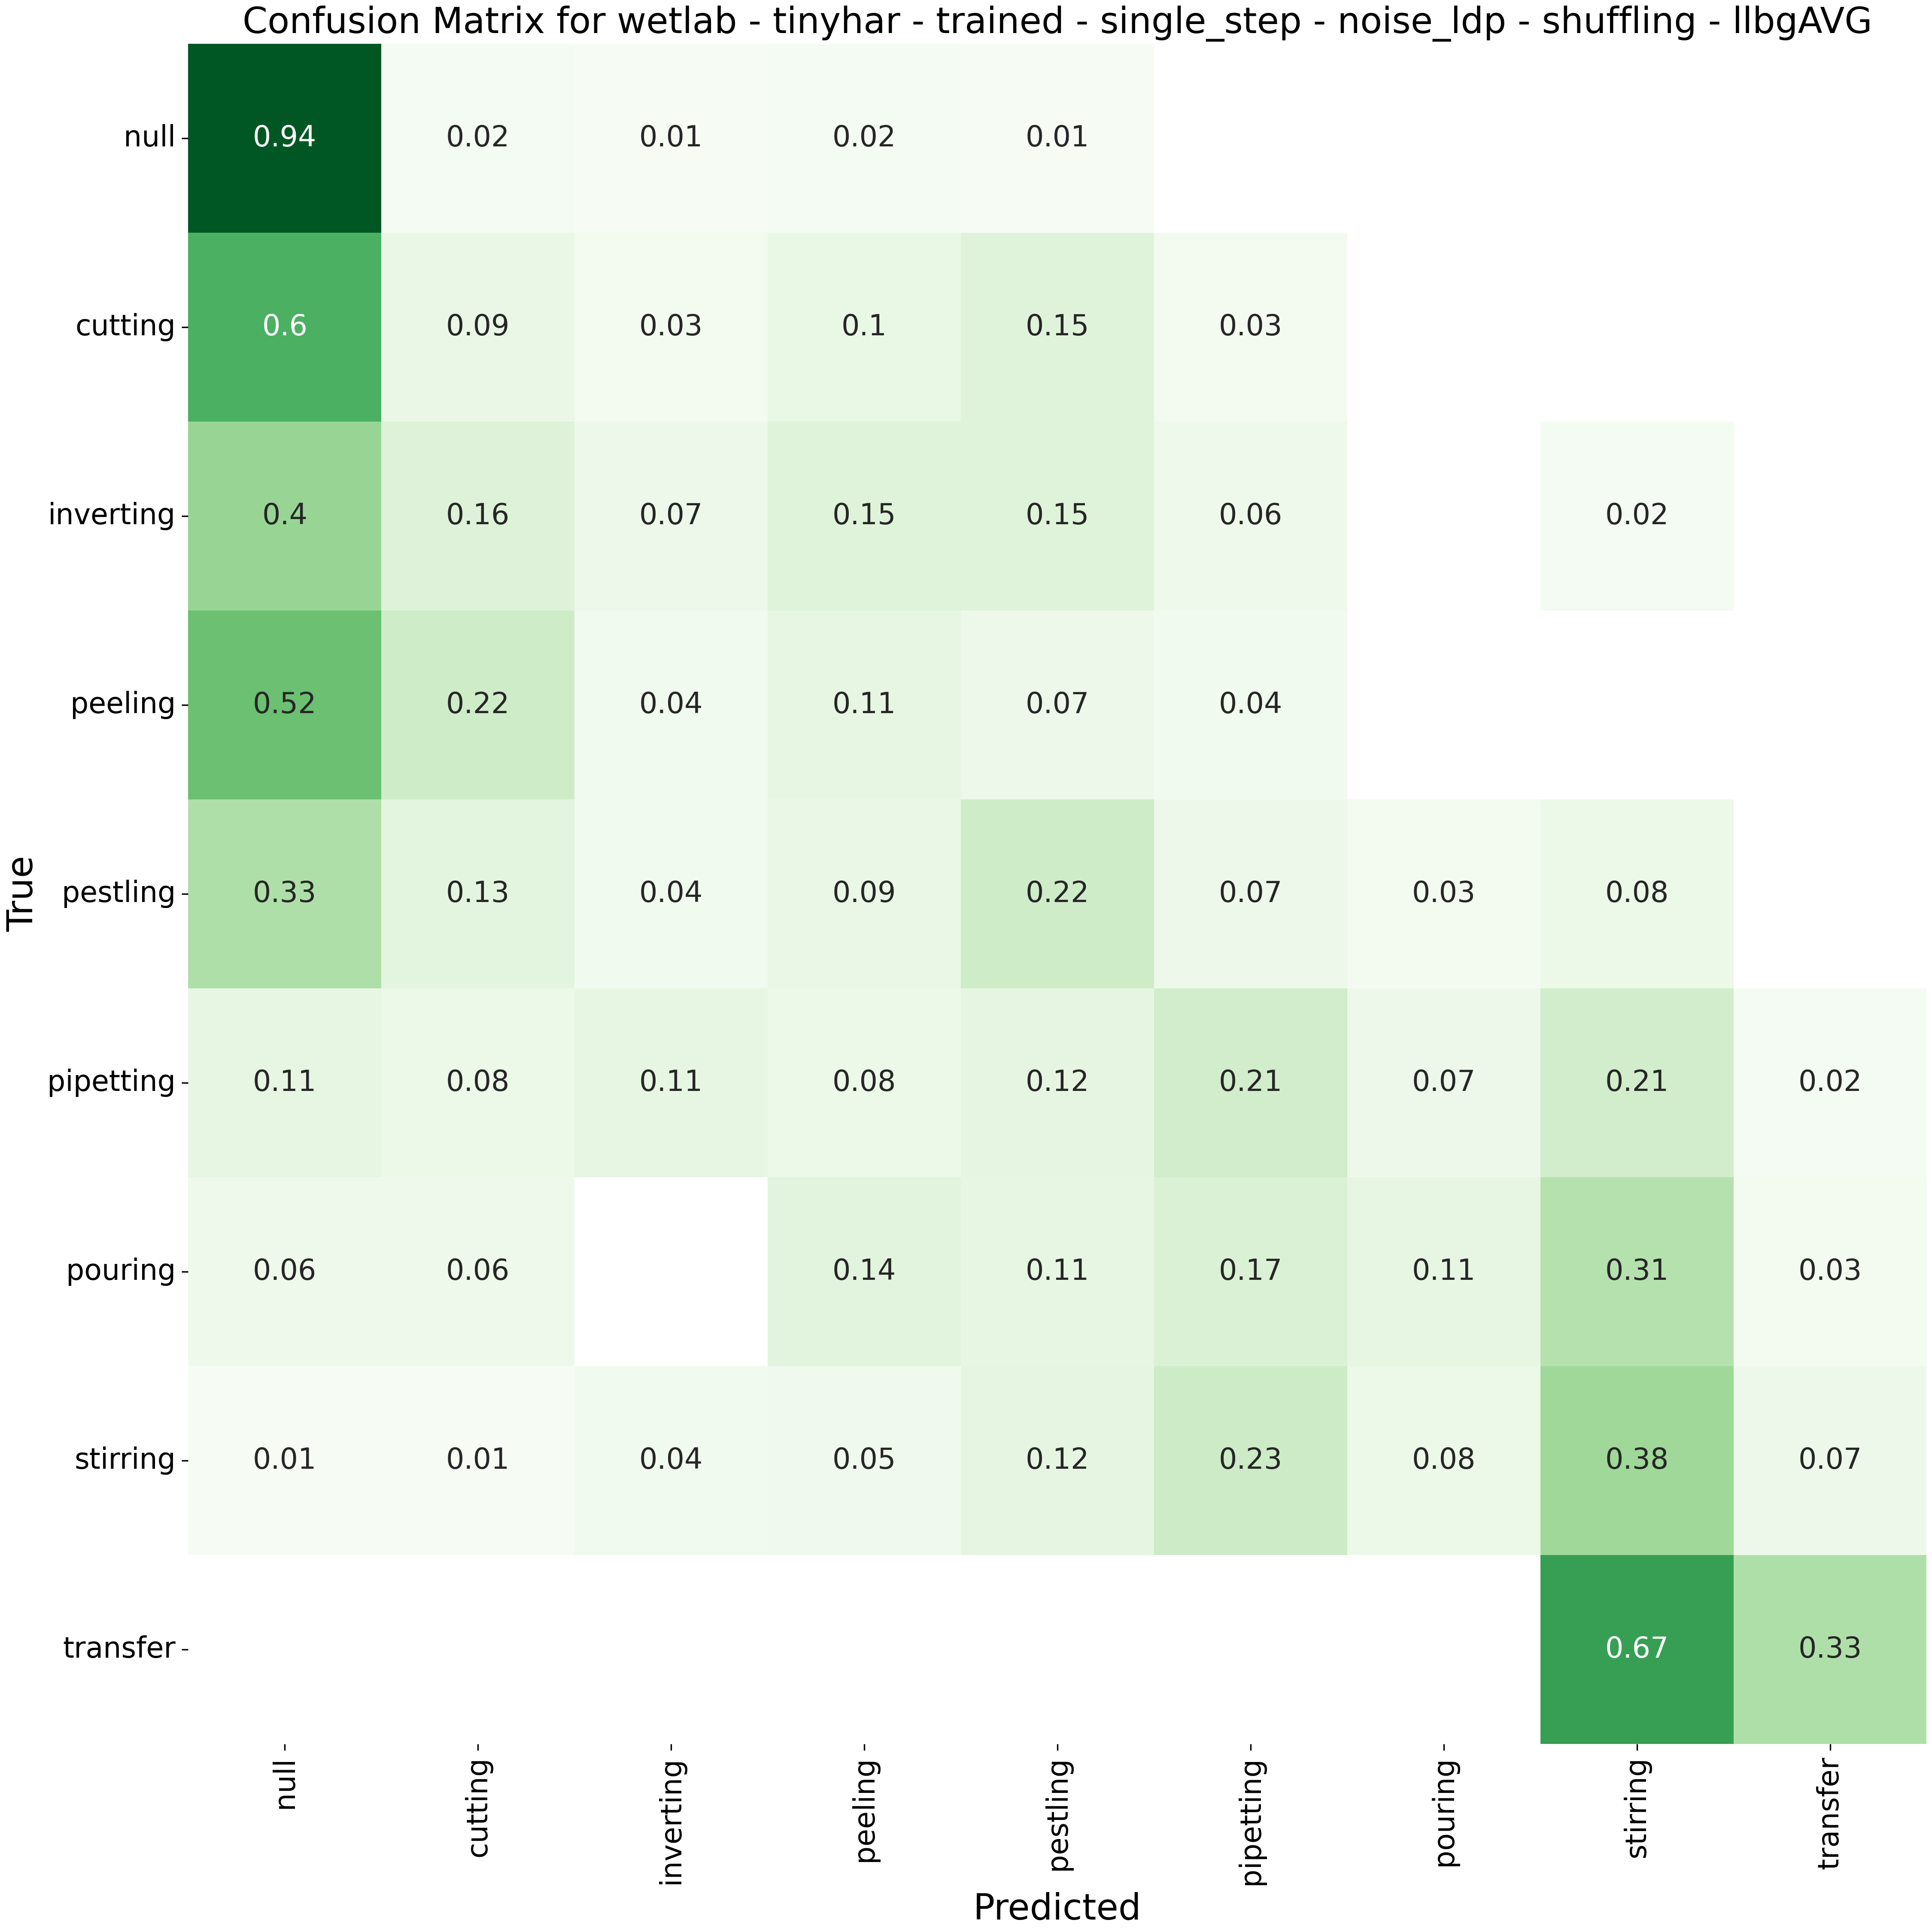 Confusion Matrix for wetlab - tinyhar - trained - single_step - noise_ldp - shuffling - llbgAVG
null 0.94 0.02 0.01 0.02 0.01
cutting 0.6 0.09 0.03 0.1 0.15 0.03
inverting 0.4 0.16 0.07 0.15 0.15 0.06 0.02
peeling 0.52 0.22 0.04 0.11 0.07 0.04
pestling 0.33 0.13 0.04 0.09 0.22 0.07 0.03 0.08
pipetting 0.11 0.08 0.11 0.08 0.12 0.21 0.07 0.21 0.02
pouring 0.06 0.06 0.14 0.11 0.17 0.11 0.31 0.03
stirring 0.01 0.01 0.04 0.05 0.12 0.23 0.08 0.38 0.07
transfer 0.67 0.33
True
null cutting inverting peeling pestling pipetting pouring stirring transfer
Predicted